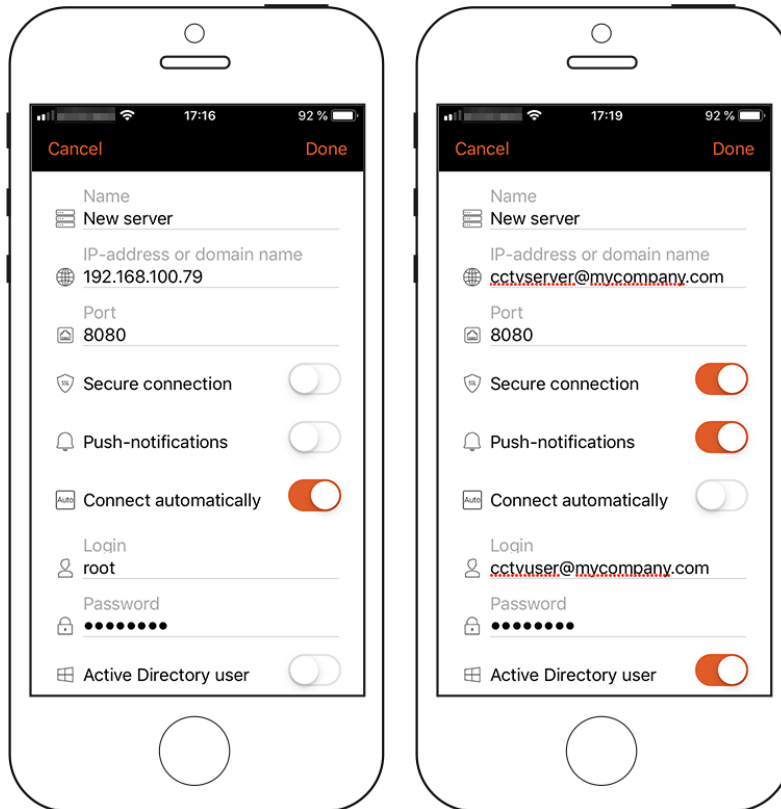 17:16
92 %
Cancel
Done
Name
New server
IP-address or domain name
192.168.100.79
Port
8080
SSL
Secure connection
Push-notifications
Auto
Connect automatically
Login
root
Password
••••••••
Active Directory user
17:19
92 %
Cancel
Done
Name
New server
IP-address or domain name
cctvserver@mycompany.com
Port
8080
SSL
Secure connection
Push-notifications
Auto
Connect automatically
Login
cctvuser@mycompany.com
Password
••••••••
Active Directory user